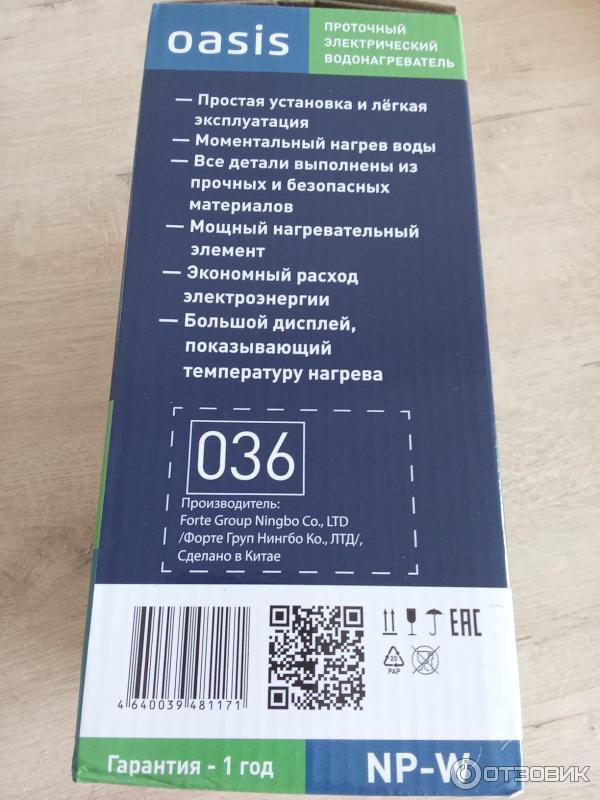 oasis
ПРОТОЧНЫЙ
ЭЛЕКТРИЧЕСКИЙ
ВОДОНАГРЕВАТЕЛЬ
— Простая установка и лёгкая
эксплуатация
— Моментальный нагрев воды
— Все детали выполнены из
прочных и безопасных
материалов
— Мощный нагревательный
элемент
— Экономный расход
электроэнергии
— Большой дисплей,
показывающий
температуру нагрева
036
Производитель:
Forte Group Ningbo Co., LTD
/Форте Груп Нингбо Ко., ЛТД/,
Сделано в Китае
EAC
20
PAP
4 640039 481171
Гарантия - 1 год
NP-W
ОТЗОВИК